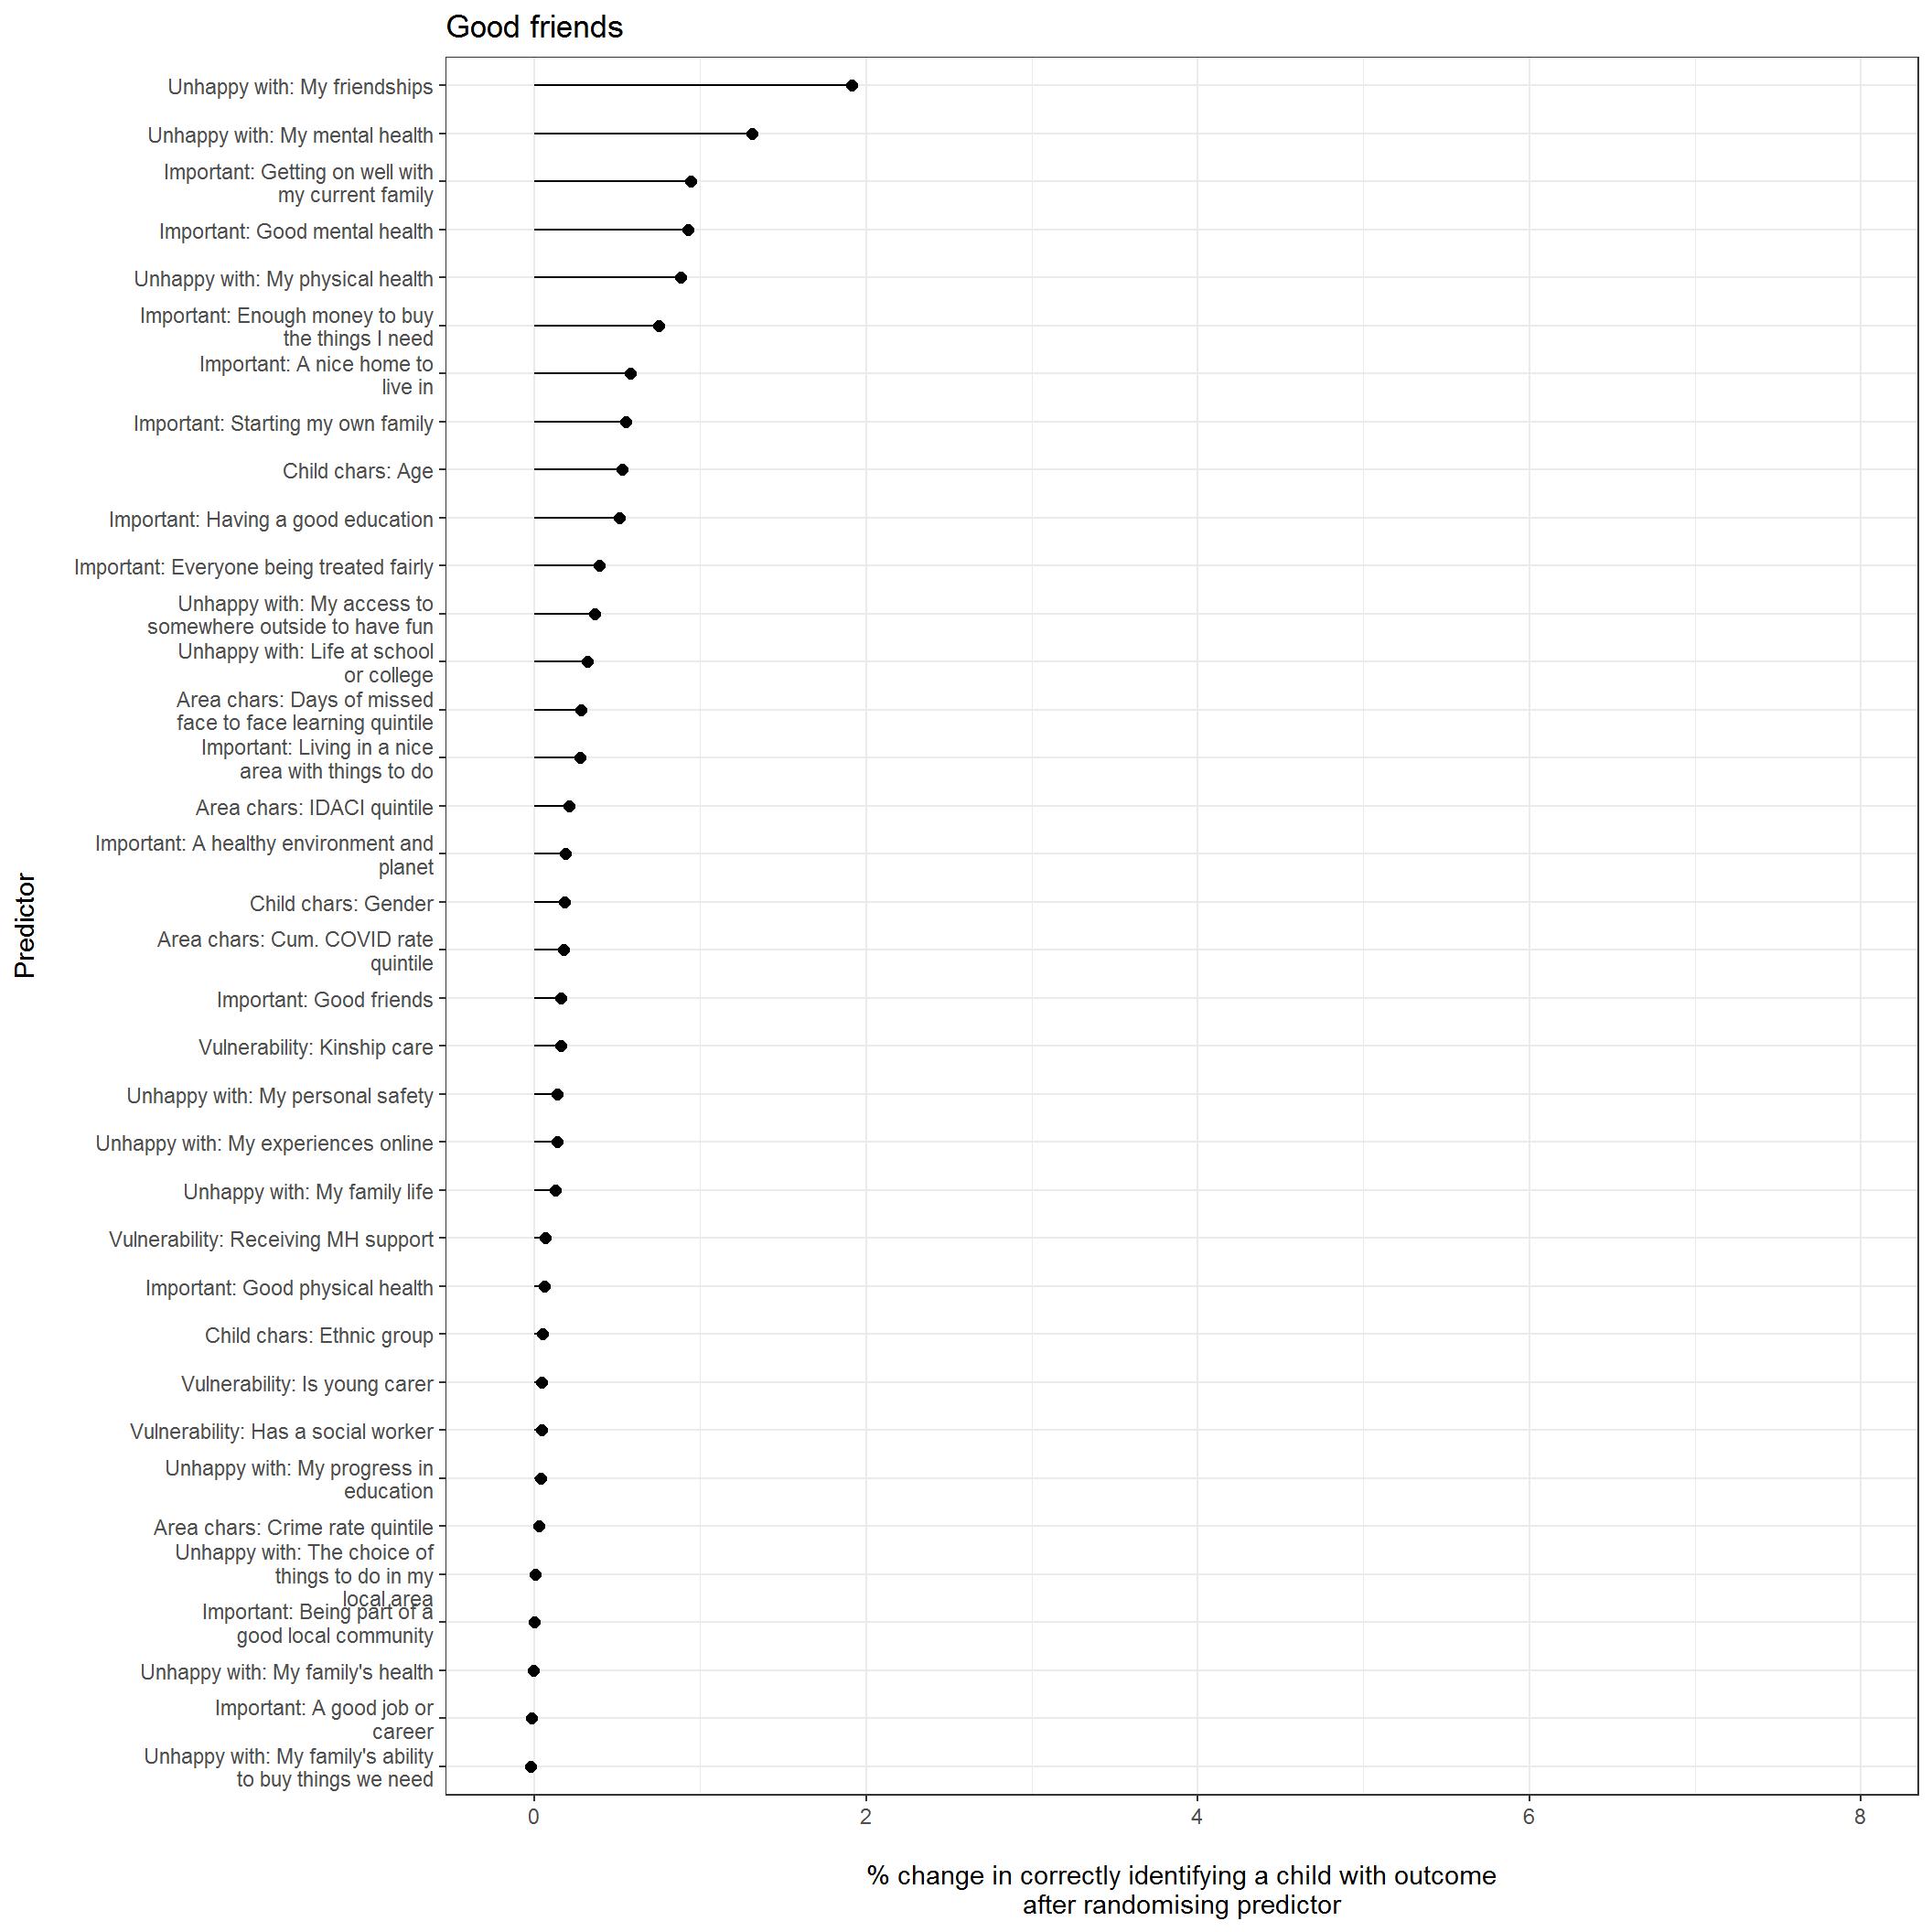 Good friends
Unhappy with: My friendships
Unhappy with: My mental health
Important: Getting on well with
my current family
Important: Good mental health
Unhappy with: My physical health
Important: Enough money to buy
the things I need
Important: A nice home to
live in
Important: Starting my own family
Child chars: Age
Important: Having a good education
Important: Everyone being treated fairly
Unhappy with: My access to
somewhere outside to have fun
Unhappy with: Life at school
or college
Area chars: Days of missed
face to face learning quintile
Important: Living in a nice
area with things to do
Area chars: IDACI quintile
Important: A healthy environment and
planet
Child chars: Gender
Area chars: Cum. COVID rate
quintile
Important: Good friends
Vulnerability: Kinship care
Unhappy with: My personal safety
Unhappy with: My experiences online
Unhappy with: My family life
Vulnerability: Receiving MH support
Important: Good physical health
Child chars: Ethnic group
Vulnerability: Is young carer
Vulnerability: Has a social worker
Unhappy with: My progress in
education
Area chars: Crime rate quintile
Unhappy with: The choice of
things to do in my
local area
Important: Being part of a
good local community
Unhappy with: My family's health
Important: A good job or
career
Unhappy with: My family's ability
to buy things we need
Predictor
0 2 4 6 8
% change in correctly identifying a child with outcome
after randomising predictor